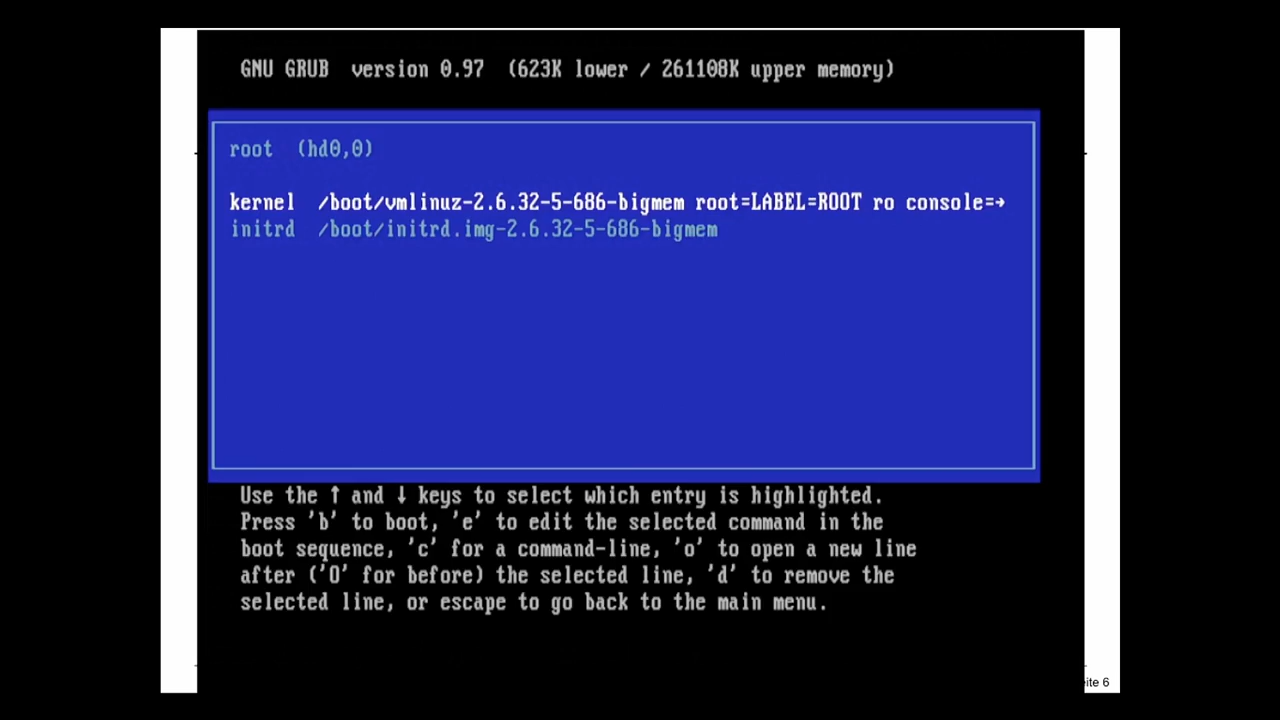 GNU GRUB version 0.97 (623K lower / 261108K upper memory)
root (hd0,0)
kernel /boot/vmlinuz-2.6.32-5-686-bigmem root=LABEL=ROOT ro console=→
initrd /boot/initrd.img-2.6.32-5-686-bigmem
Use the ↑ and ↓ keys to select which entry is highlighted.
Press 'b' to boot, 'e' to edit the selected command in the
boot sequence, 'c' for a command-line, 'o' to open a new line
after ('O' for before) the selected line, 'd' to remove the
selected line, or escape to go back to the main menu.
eite 6